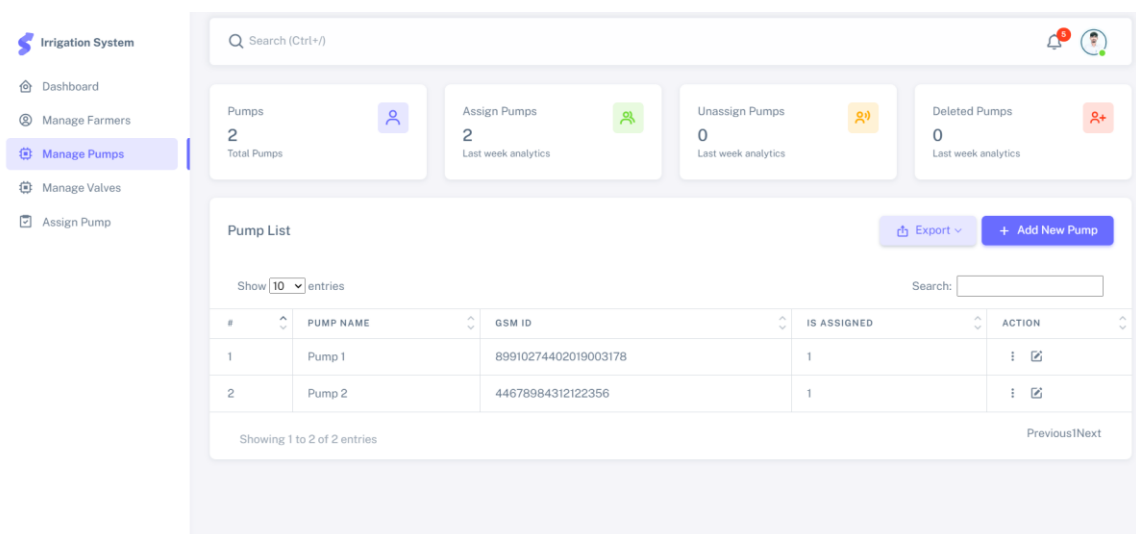 Irrigation System
Dashboard
Manage Farmers
Manage Pumps
Manage Valves
Assign Pump
Search (Ctrl+/)
5
Pumps
2
Total Pumps
Assign Pumps
2
Last week analytics
Unassign Pumps
0
Last week analytics
Deleted Pumps
0
Last week analytics
Pump List
Export
+ Add New Pump
Show 10 entries
Search:
# PUMP NAME GSM ID IS ASSIGNED ACTION
1 Pump 1 89910274402019003178 1
2 Pump 2 44678984312122356 1
Showing 1 to 2 of 2 entries
Previous1Next